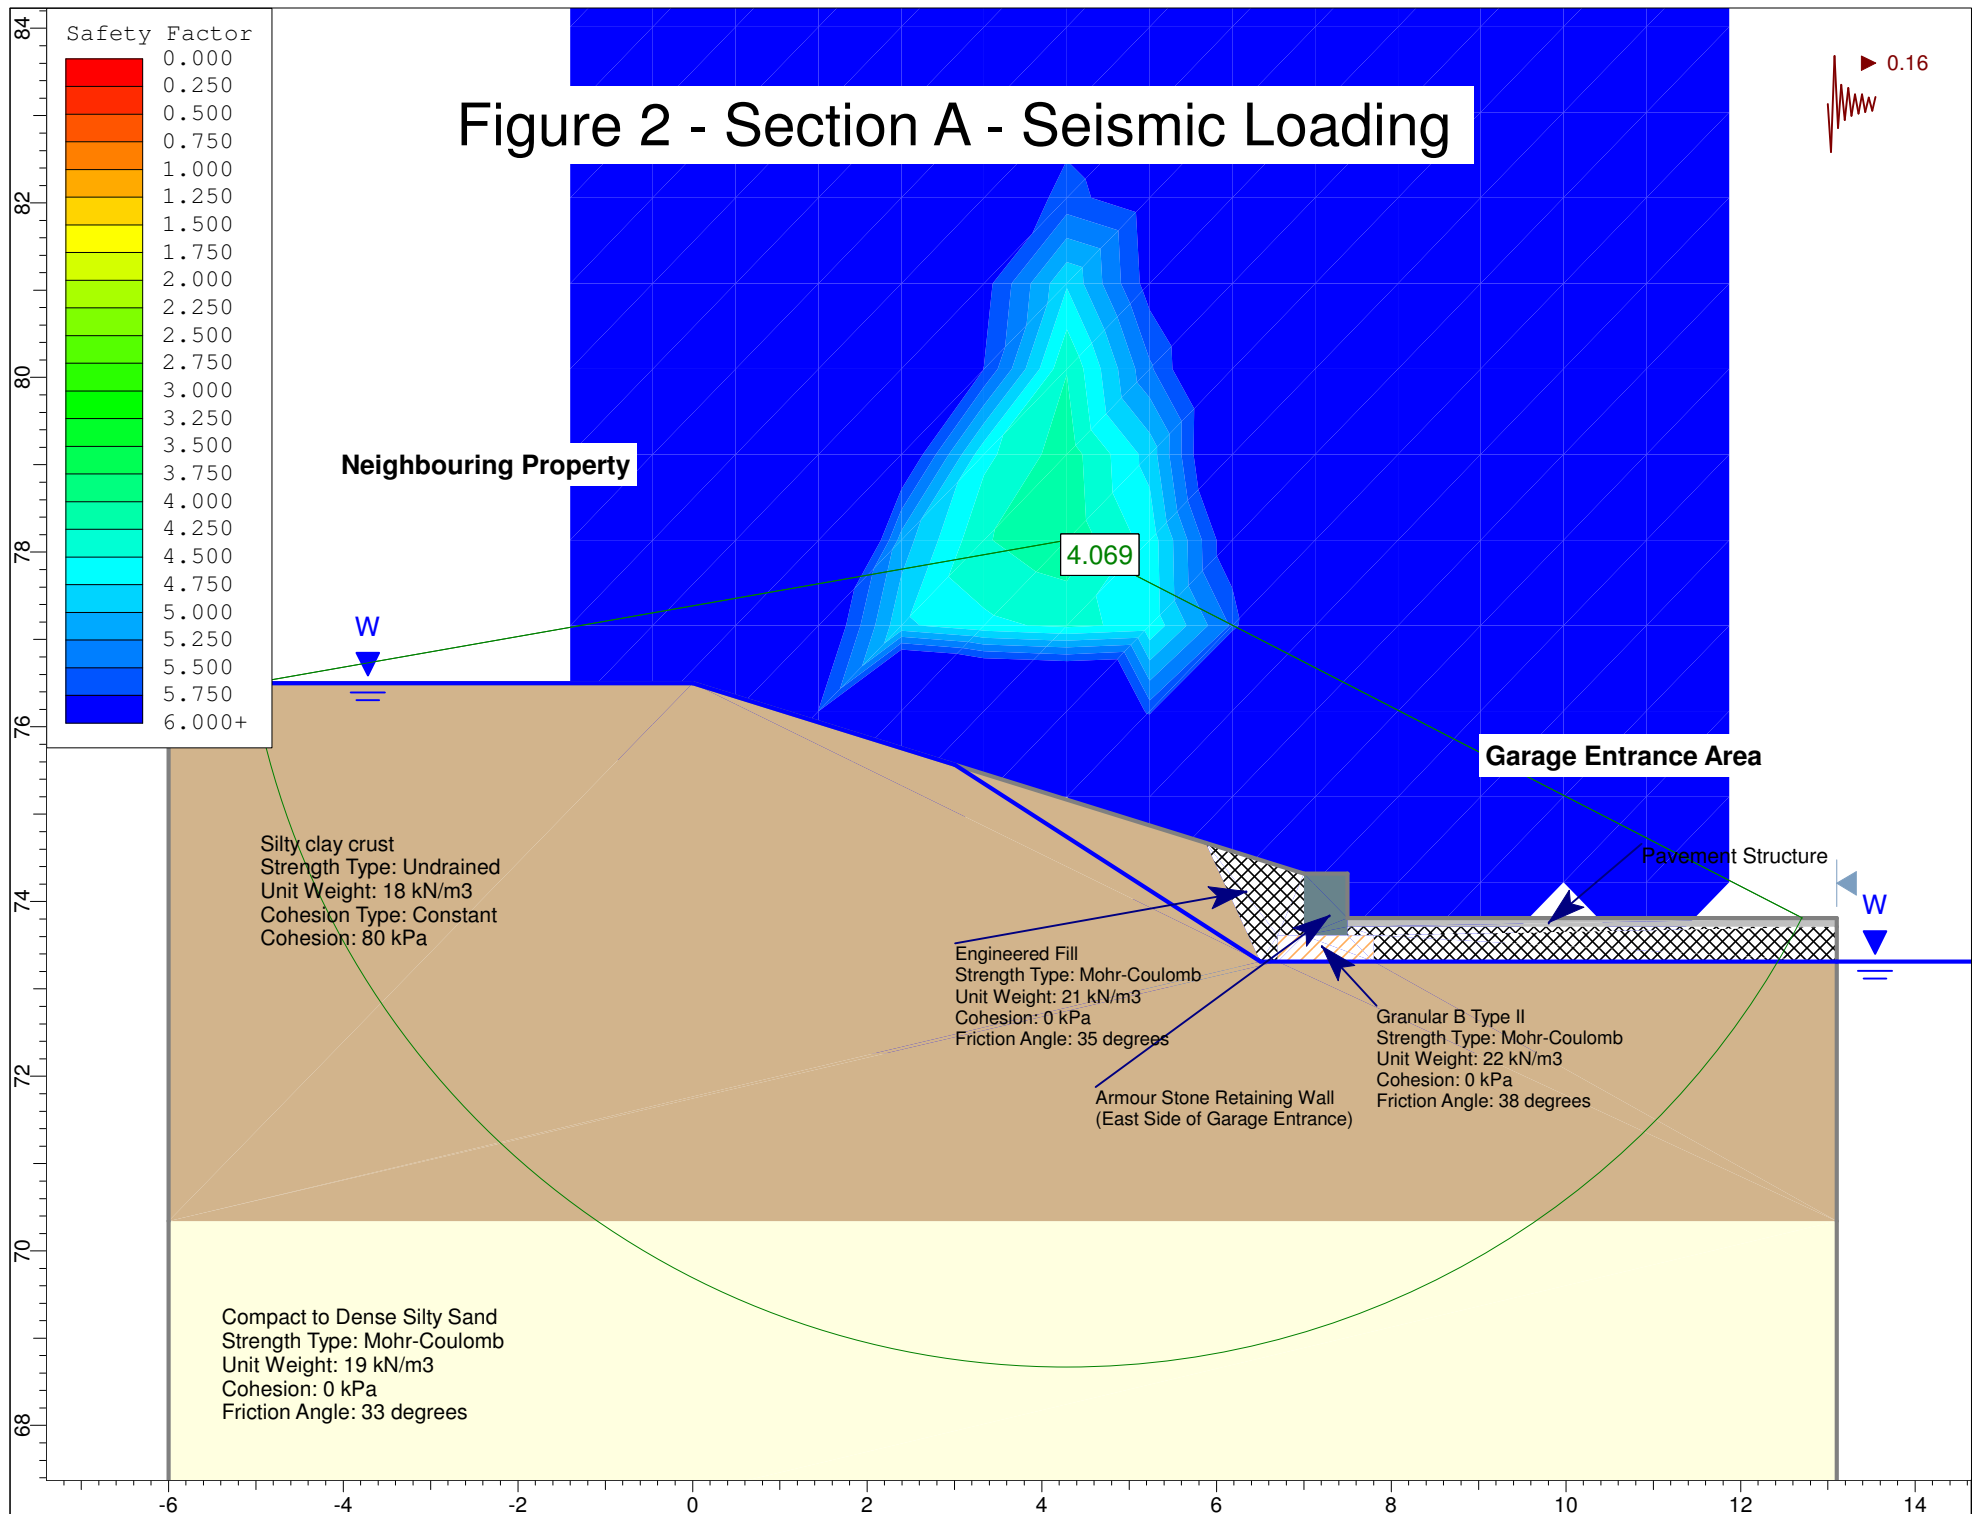 Safety Factor
0.000
0.250
0.500
0.750
1.000
1.250
1.500
1.750
2.000
2.250
2.500
2.750
3.000
3.250
3.500
3.750
4.000
4.250
4.500
4.750
5.000
5.250
5.500
5.750
6.000+
0.16
Figure 2 - Section A - Seismic Loading
Neighbouring Property
4.069
W
Garage Entrance Area
Pavement Structure
W
Silty clay crust
Strength Type: Undrained
Unit Weight: 18 kN/m3
Cohesion Type: Constant
Cohesion: 80 kPa
Engineered Fill
Strength Type: Mohr-Coulomb
Unit Weight: 21 kN/m3
Cohesion: 0 kPa
Friction Angle: 35 degrees
Granular B Type II
Strength Type: Mohr-Coulomb
Unit Weight: 22 kN/m3
Cohesion: 0 kPa
Friction Angle: 38 degrees
Armour Stone Retaining Wall
(East Side of Garage Entrance)
Compact to Dense Silty Sand
Strength Type: Mohr-Coulomb
Unit Weight: 19 kN/m3
Cohesion: 0 kPa
Friction Angle: 33 degrees
84
82
80
78
76
74
72
70
68
-6 -4 -2 0 2 4 6 8 10 12 14